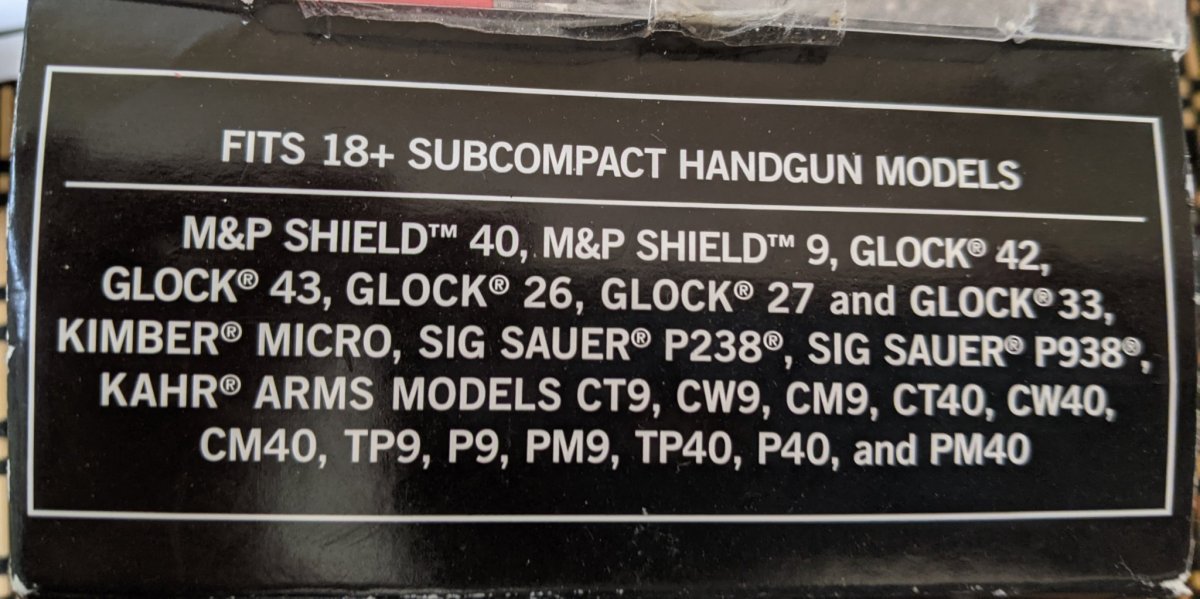 FITS 18+ SUBCOMPACT HANDGUN MODELS
M&P SHIELD™ 40, M&P SHIELD™ 9, GLOCK® 42,
GLOCK® 43, GLOCK® 26, GLOCK® 27 and GLOCK® 33,
KIMBER® MICRO, SIG SAUER® P238®, SIG SAUER® P938®,
KAHR® ARMS MODELS CT9, CW9, CM9, CT40, CW40,
CM40, TP9, P9, PM9, TP40, P40, and PM40